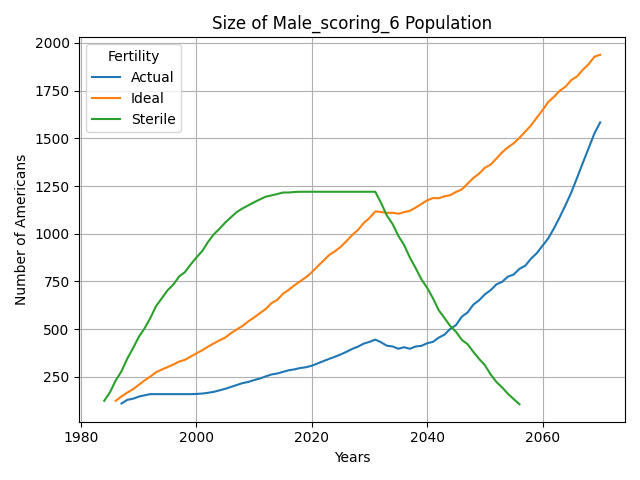 Size of Male_scoring_6 Population
Fertility
Actual
Ideal
Sterile
Number of Americans
2000
1750
1500
1250
1000
750
500
250
1980 2000 2020 2040 2060
Years